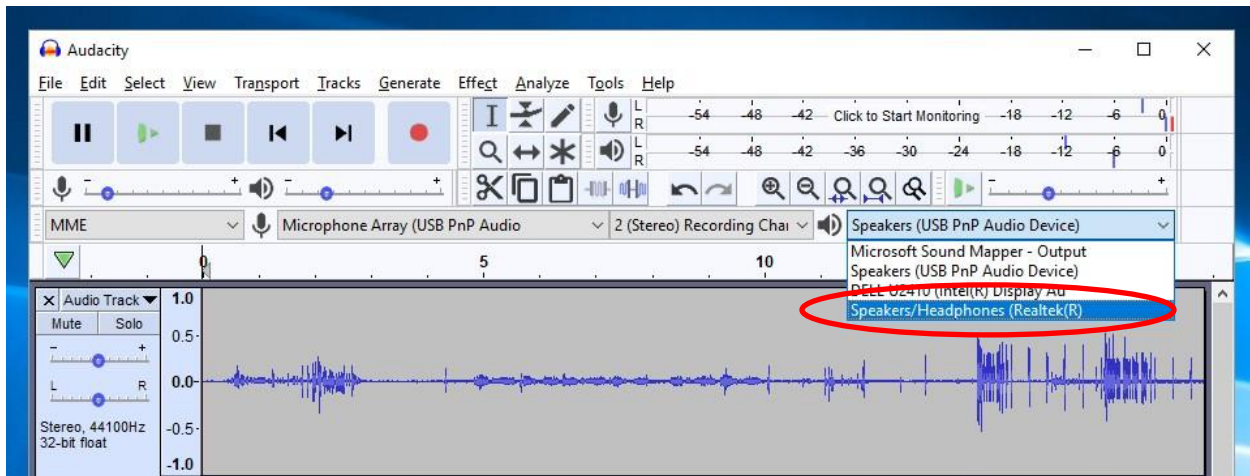 Audacity
File Edit Select View Transport Tracks Generate Effect Analyze Tools Help
L
R
-54 -48 -42 Click to Start Monitoring -18 -12 -6 0
L
R
-54 -48 -42 -36 -30 -24 -18 -12 -6 0
- +
- +
- +
MME
Microphone Array (USB PnP Audio
2 (Stereo) Recording Chai
Speakers (USB PnP Audio Device)
0 5 10
Microsoft Sound Mapper - Output
Speakers (USB PnP Audio Device)
DELL U2410 (Intel(R) Display Au
Speakers/Headphones (Realtek(R)
X Audio Track
Mute Solo
- +
L R
Stereo, 44100Hz
32-bit float
1.0
0.5
0.0
-0.5
-1.0